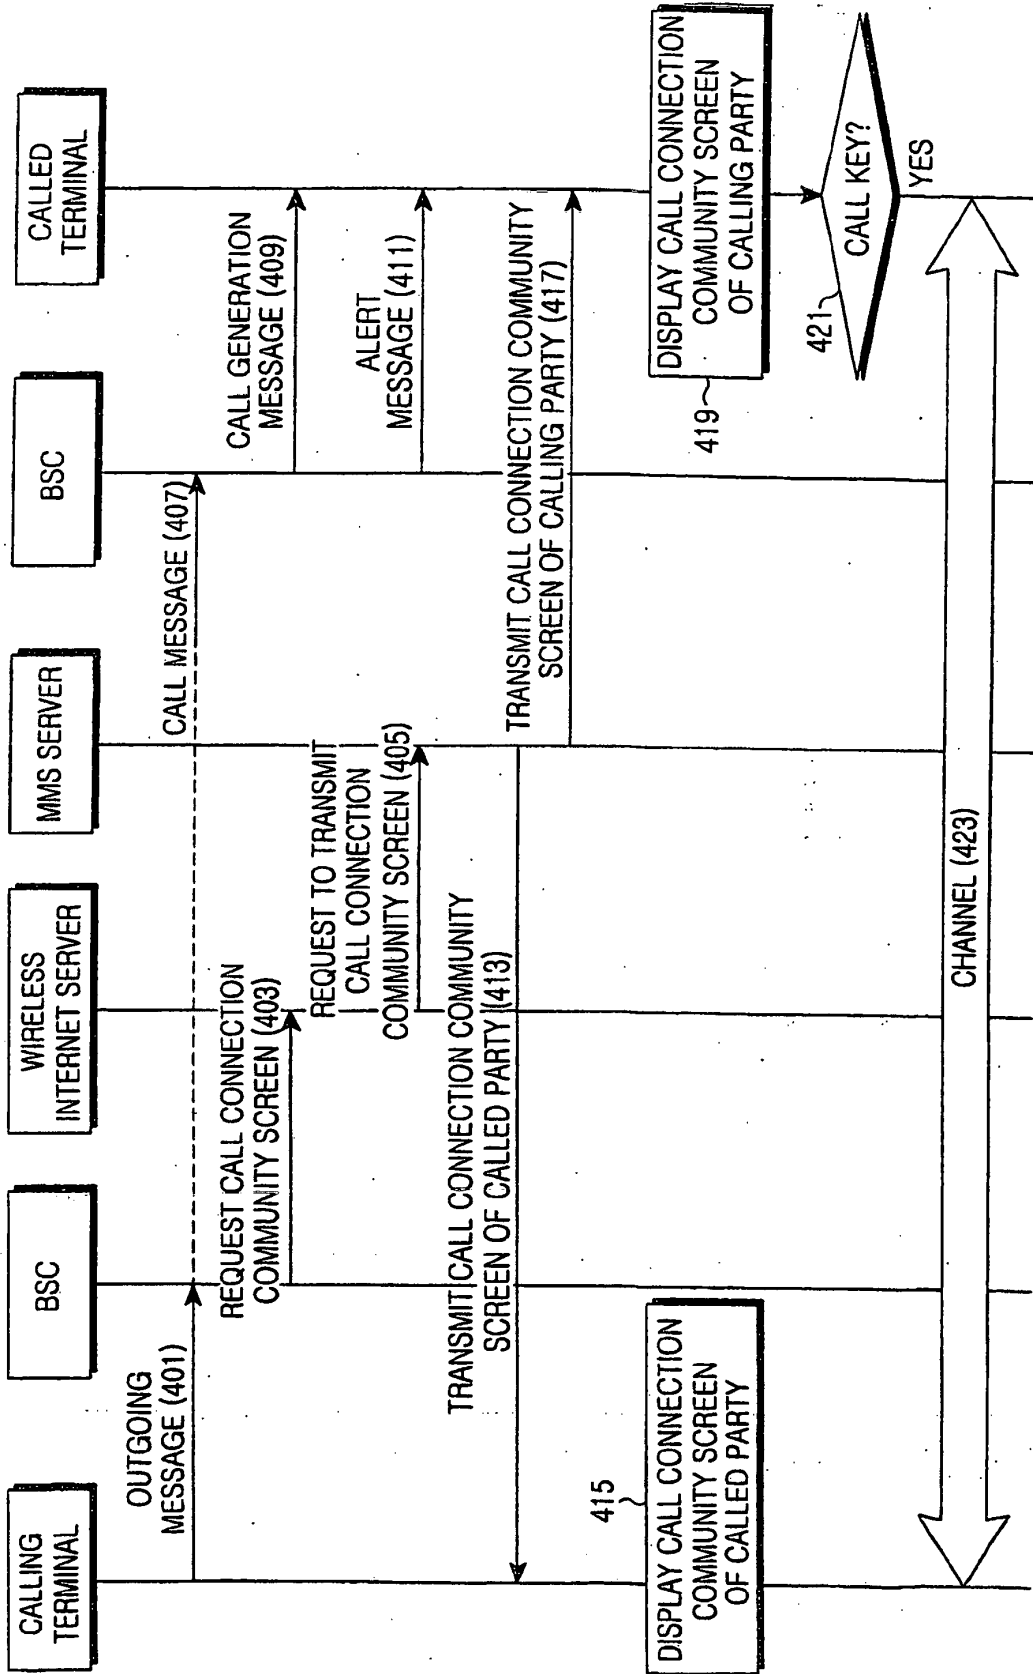 CALLING
TERMINAL
BSC
WIRELESS
INTERNET SERVER
MMS SERVER
BSC
CALLED
TERMINAL
OUTGOING
MESSAGE (401)
CALL MESSAGE (407)
REQUEST CALL CONNECTION
COMMUNITY SCREEN (403)
CALL GENERATION
MESSAGE (409)
REQUEST TO TRANSMIT
CALL CONNECTION
COMMUNITY SCREEN (405)
ALERT
MESSAGE (411)
TRANSMIT CALL CONNECTION COMMUNITY
SCREEN OF CALLED PARTY (413)
TRANSMIT CALL CONNECTION COMMUNITY
SCREEN OF CALLING PARTY (417)
415
DISPLAY CALL CONNECTION
COMMUNITY SCREEN
OF CALLED PARTY
419
DISPLAY CALL CONNECTION
COMMUNITY SCREEN
OF CALLING PARTY
421
CALL KEY?
YES
CHANNEL (423)